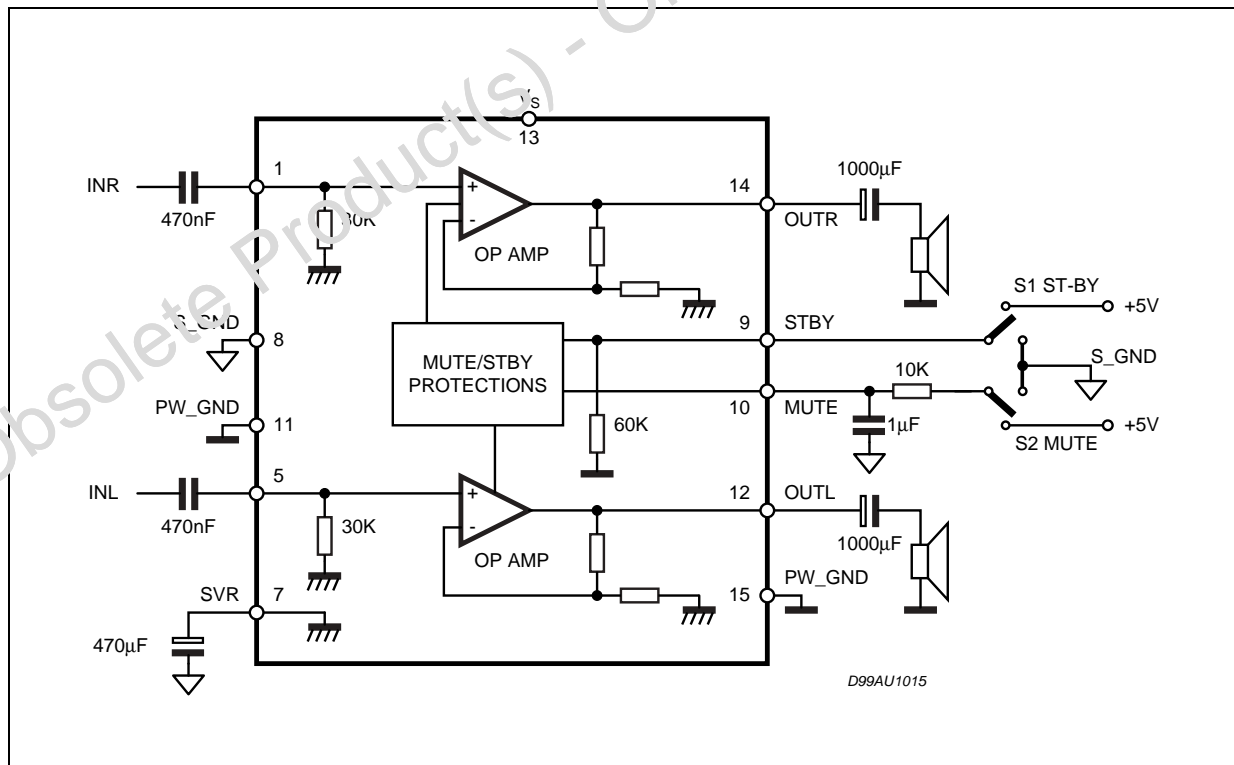 Obsolete Product(s) - O
VS
13
INR
470nF
1
30K
+
-
OP AMP
14
OUTR
1000µF
S_GND
8
PW_GND
11
MUTE/STBY
PROTECTIONS
9
STBY
S1 ST-BY
+5V
S_GND
10K
10
MUTE
1µF
60K
S2 MUTE
+5V
INL
470nF
5
30K
+
-
OP AMP
12
OUTL
1000µF
PW_GND
15
SVR
7
470µF
D99AU1015